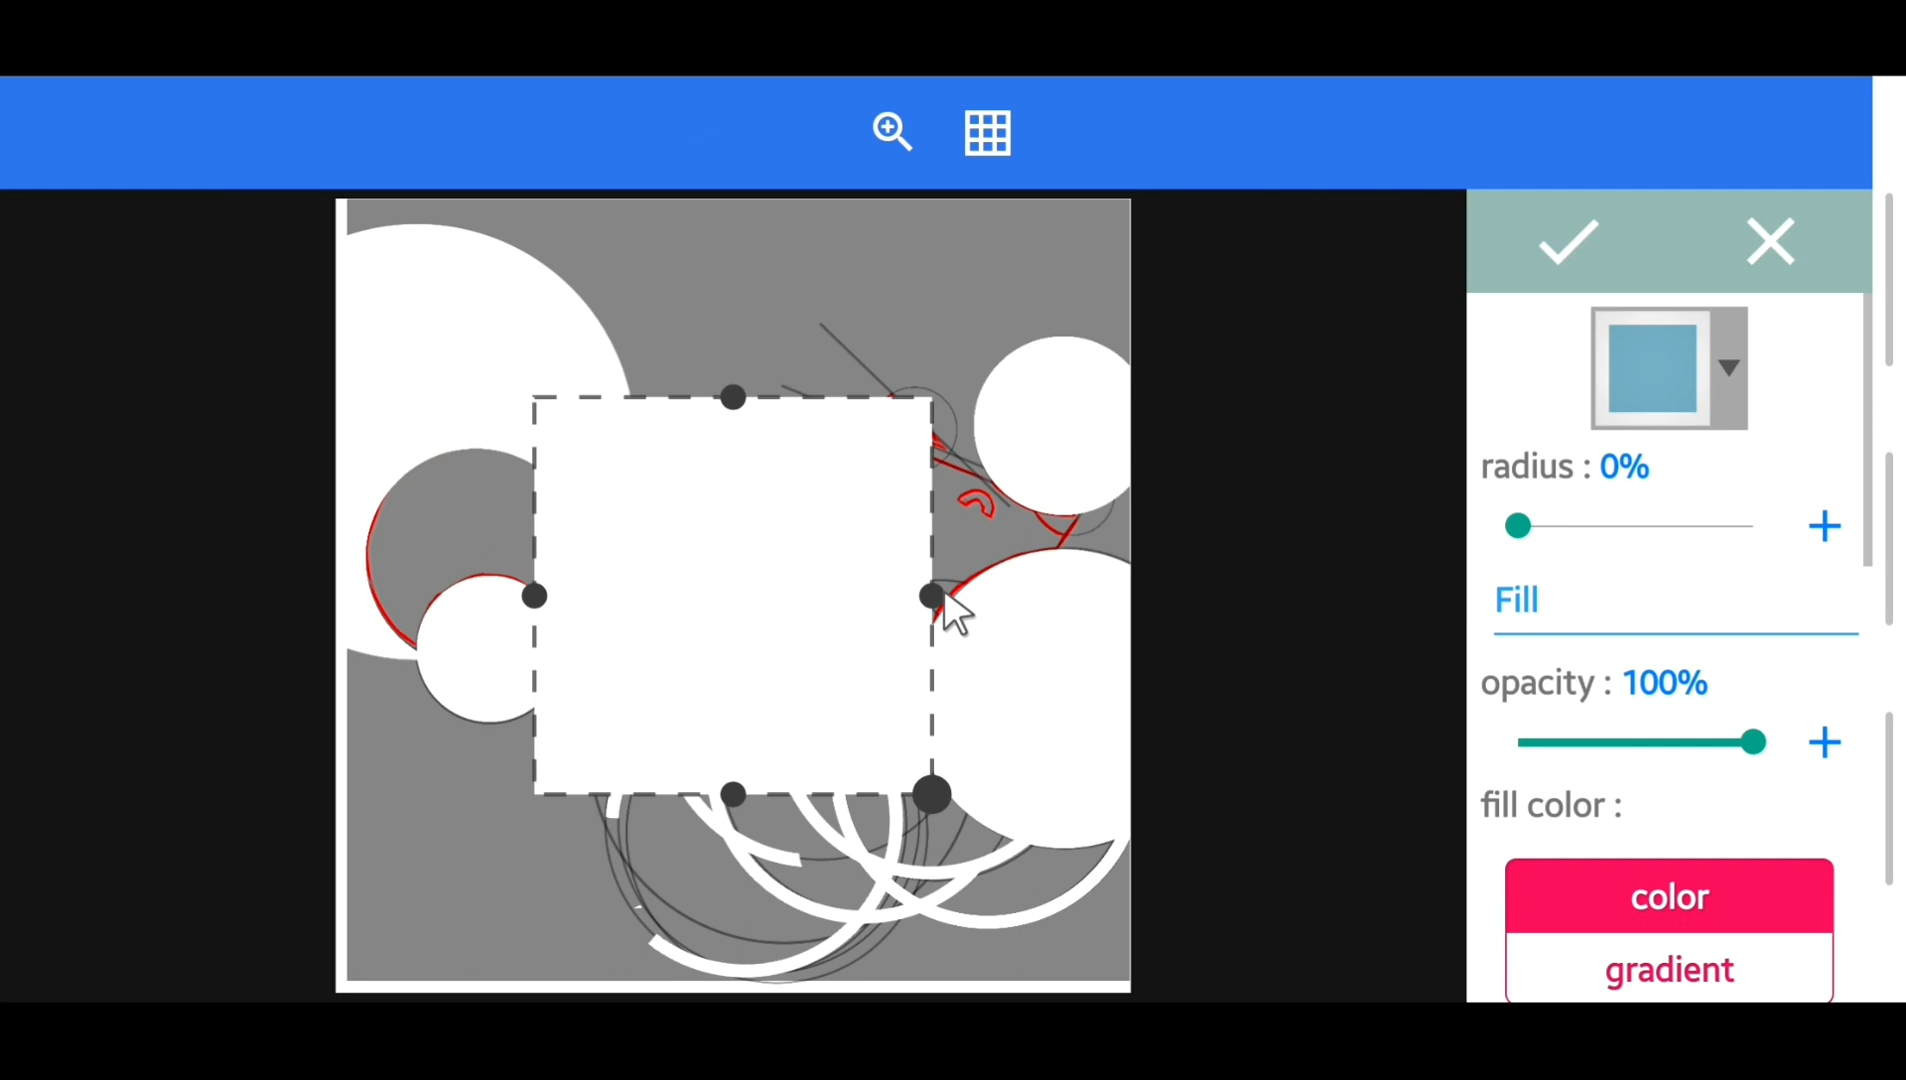 radius : 0%
Fill
opacity : 100%
fill color :
color
gradient